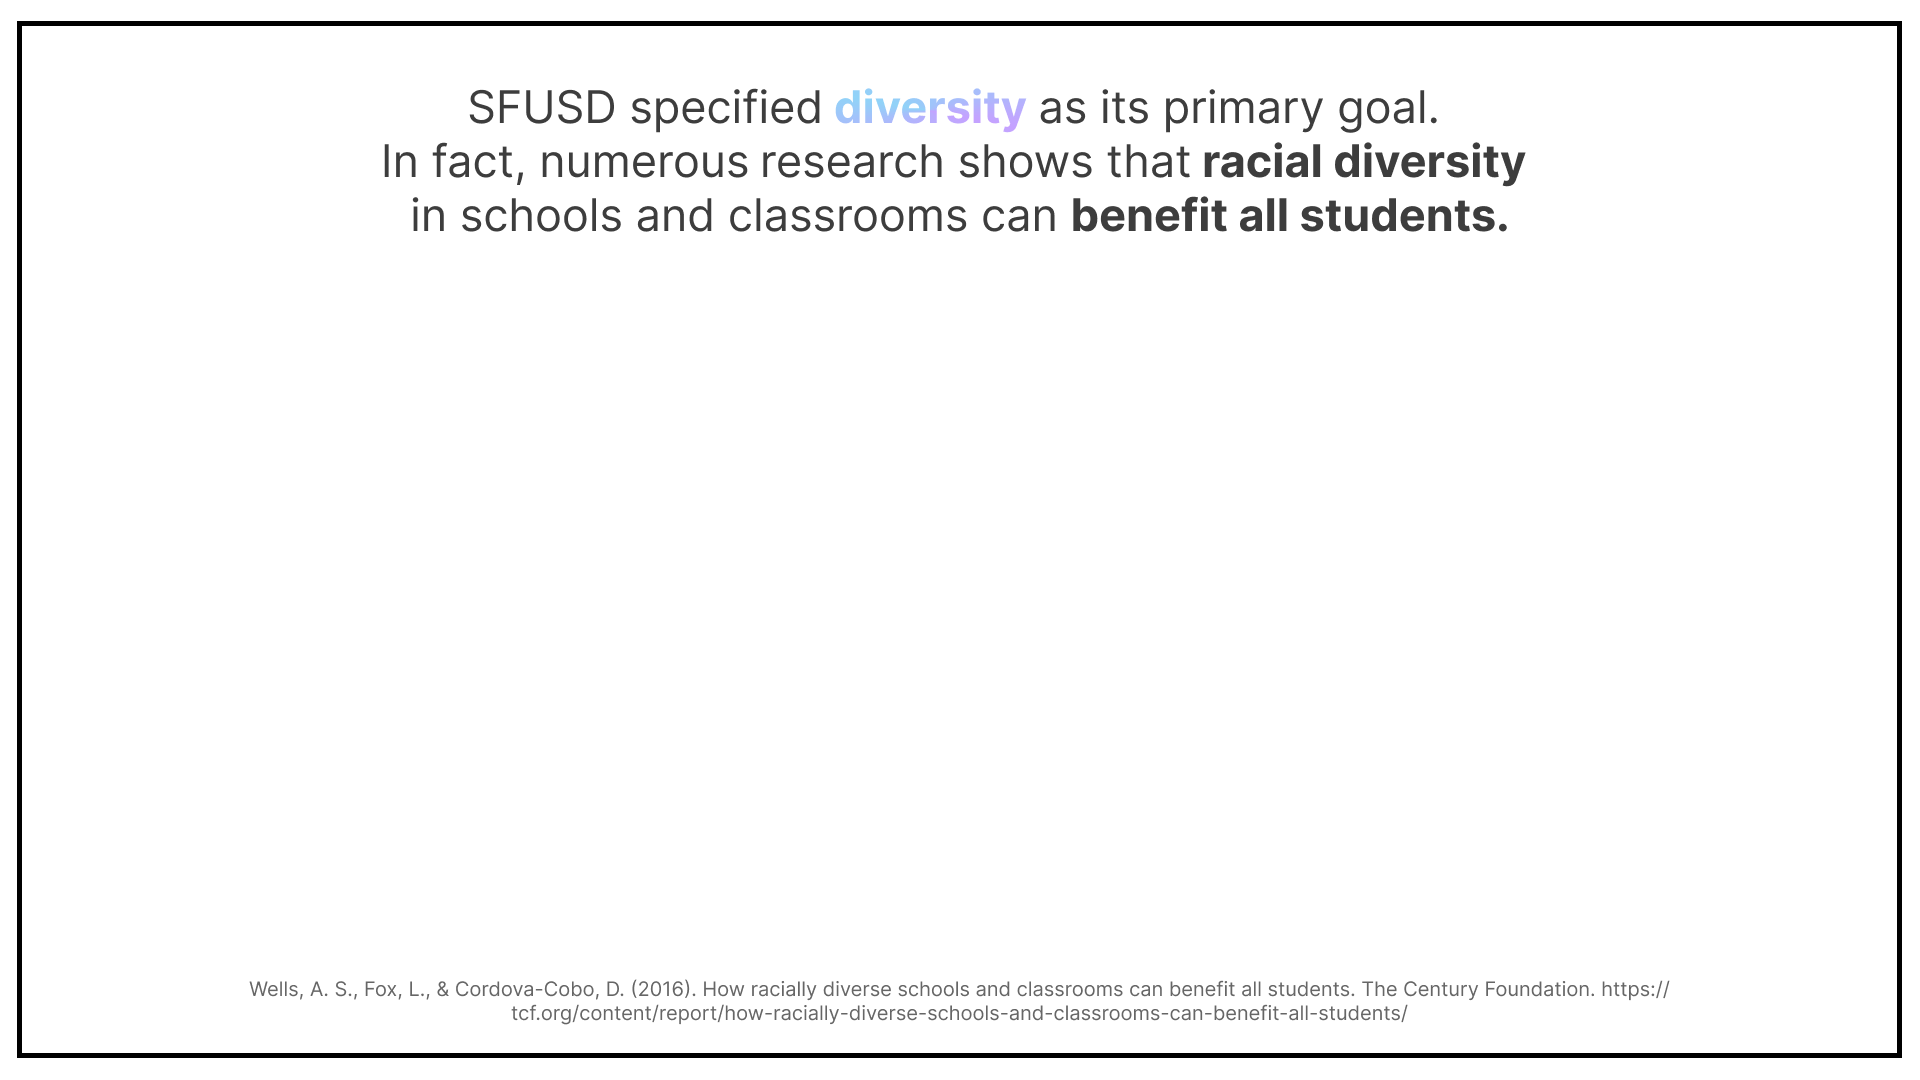 SFUSD specified diversity as its primary goal.
In fact, numerous research shows that racial diversity
in schools and classrooms can benefit all students.
Wells, A. S., Fox, L., & Cordova-Cobo, D. (2016). How racially diverse schools and classrooms can benefit all students. The Century Foundation. https://
tcf.org/content/report/how-racially-diverse-schools-and-classrooms-can-benefit-all-students/